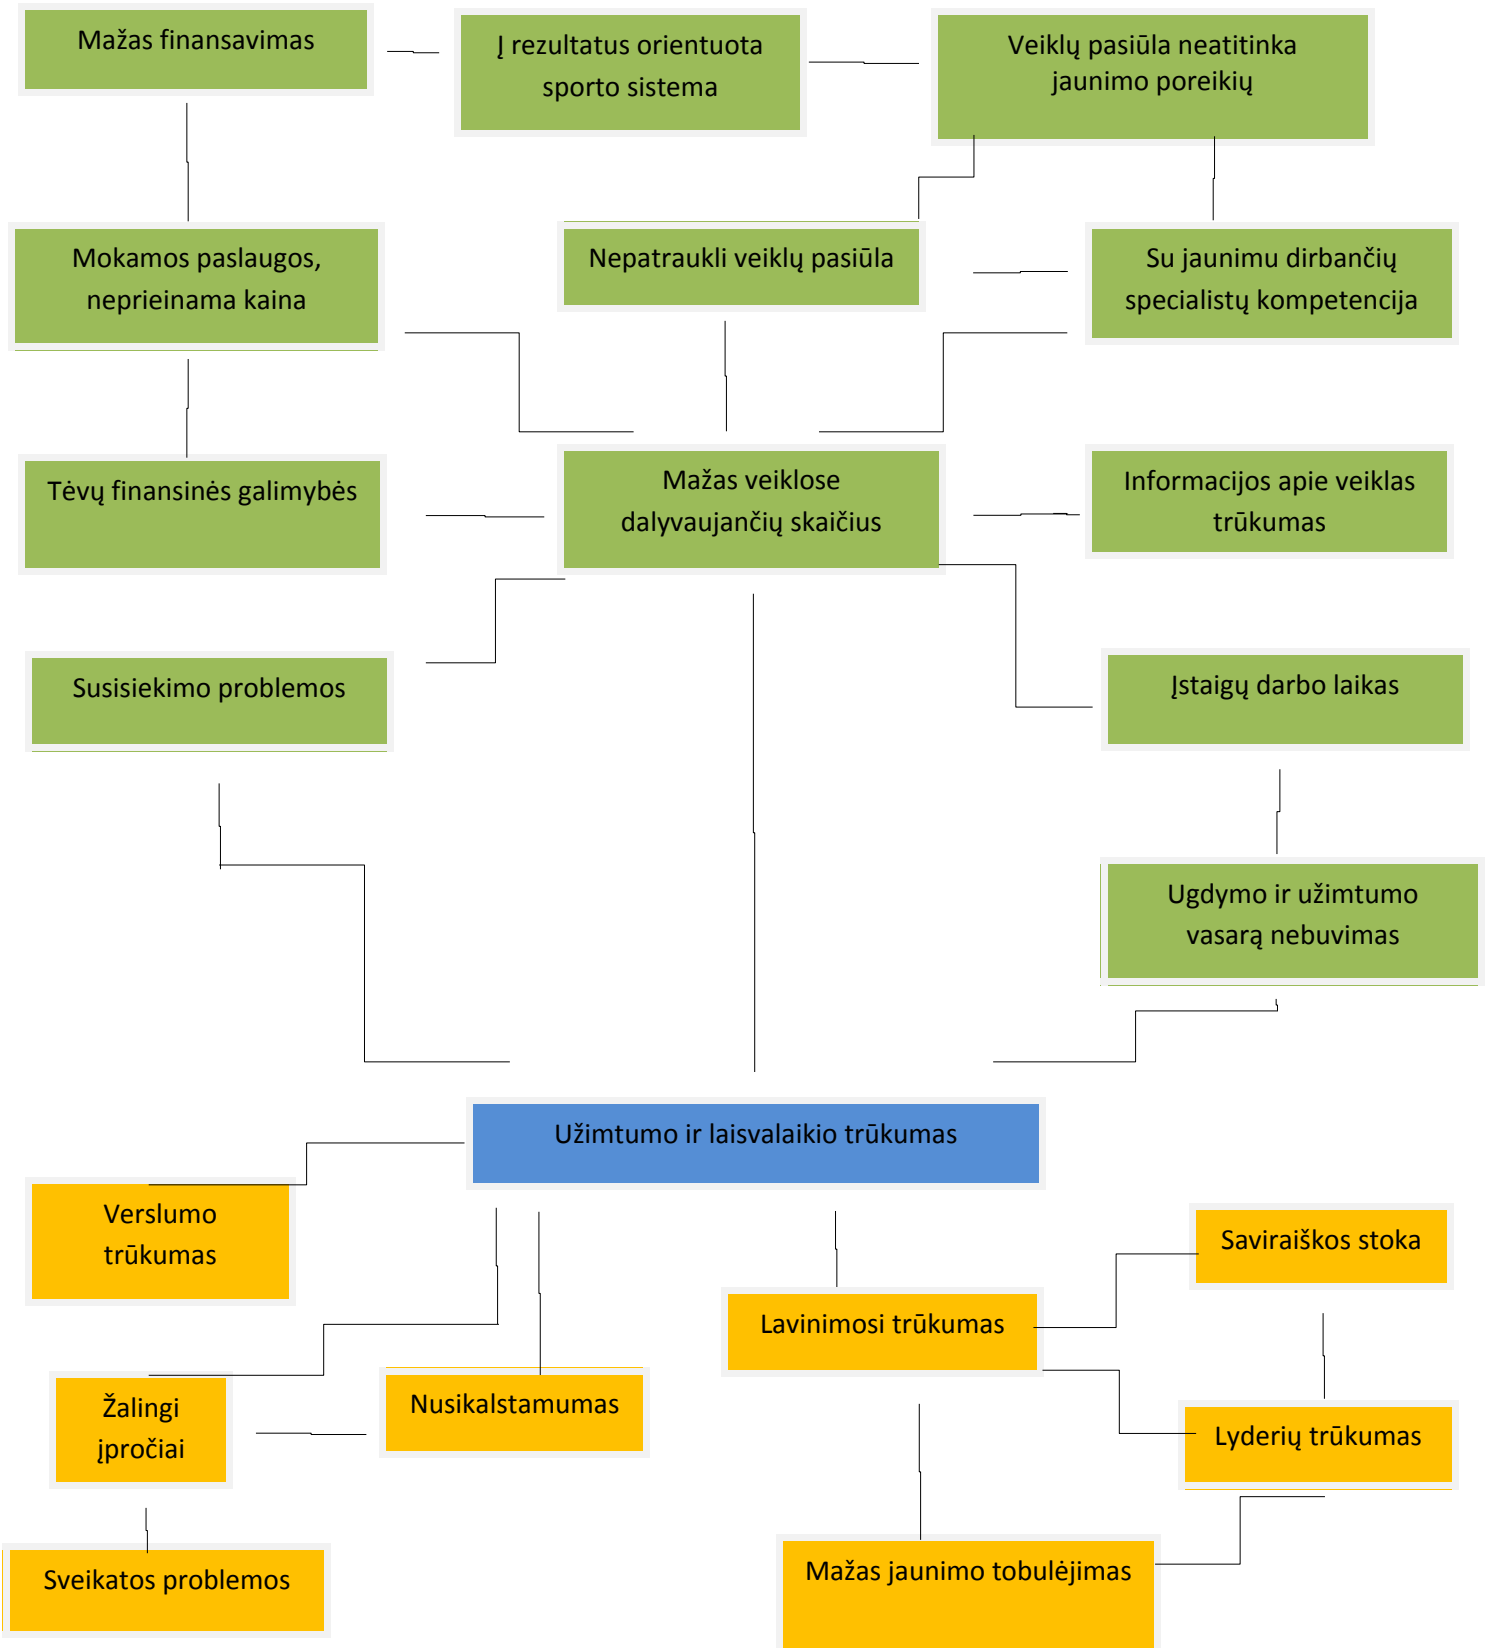 Mažas finansavimas
Į rezultatus orientuota
sporto sistema
Veiklų pasiūla neatitinka
jaunimo poreikių
Mokamos paslaugos,
neprieinama kaina
Nepatraukli veiklų pasiūla
Su jaunimu dirbančių
specialistų kompetencija
Tėvų finansinės galimybės
Mažas veiklose
dalyvaujančių skaičius
Informacijos apie veiklas
trūkumas
Susisiekimo problemos
Įstaigų darbo laikas
Ugdymo ir užimtumo
vasarą nebuvimas
Užimtumo ir laisvalaikio trūkumas
Verslumo
trūkumas
Saviraiškos stoka
Lavinimosi trūkumas
Žalingi
įpročiai
Nusikalstamumas
Lyderių trūkumas
Sveikatos problemos
Mažas jaunimo tobulėjimas